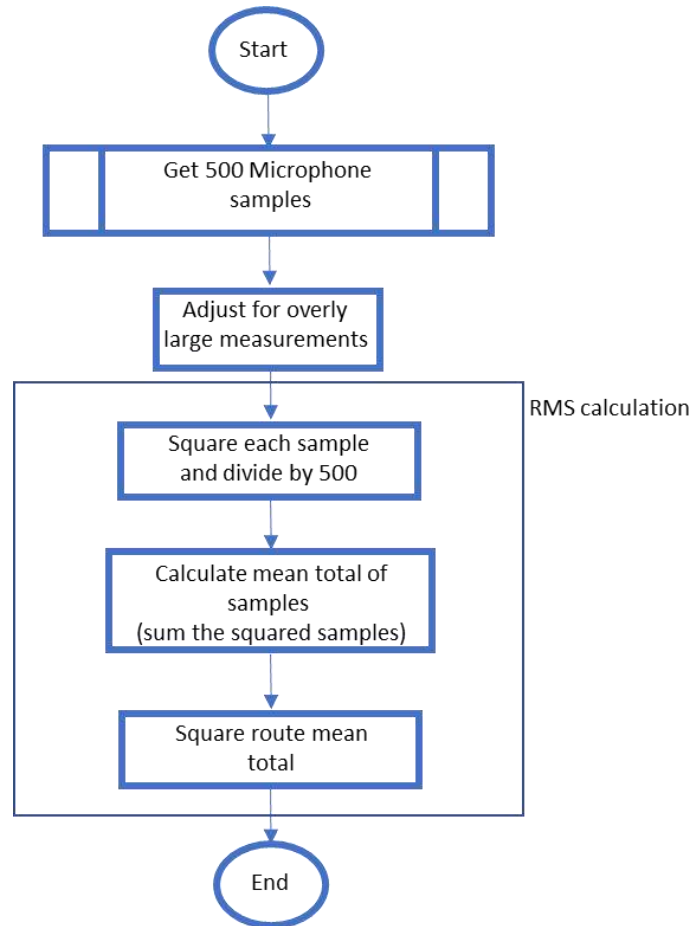 Start
Get 500 Microphone
samples
Adjust for overly
large measurements
RMS calculation
Square each sample
and divide by 500
Calculate mean total of
samples
(sum the squared samples)
Square route mean
total
End